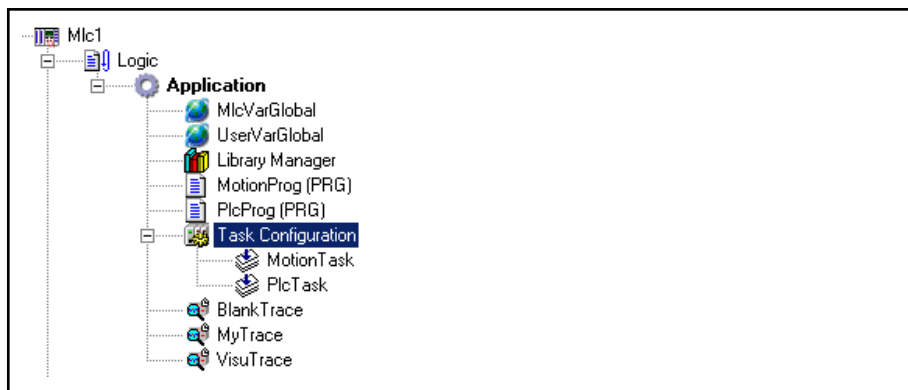 Mlc1
Logic
Application
MlcVarGlobal
UserVarGlobal
Library Manager
MotionProg (PRG)
PlcProg (PRG)
Task Configuration
MotionTask
PlcTask
BlankTrace
MyTrace
VisuTrace